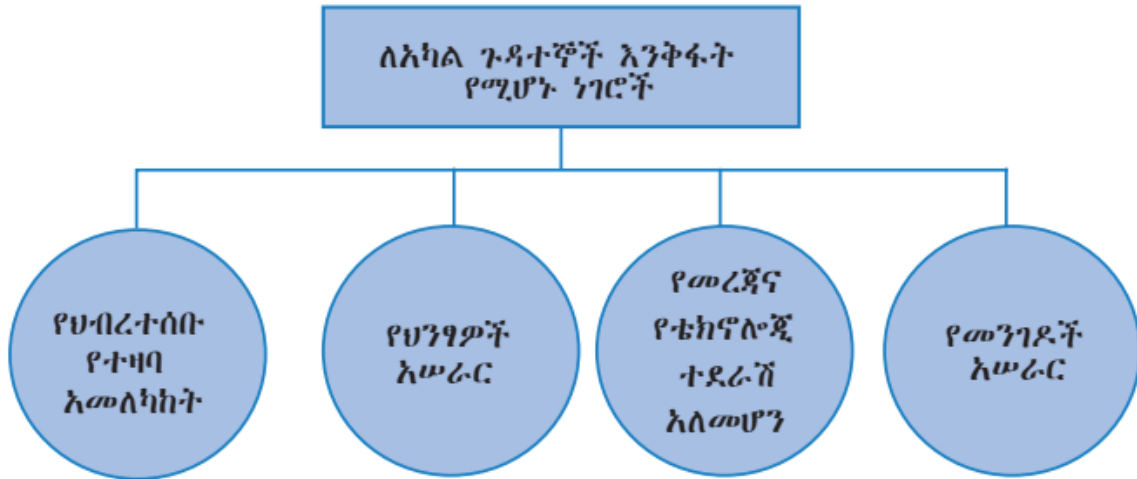 ለአካል ጉዳተኞች እንቅፋት
የሚሆኑ ነገሮች
የህብረተሰቡ
የተዛባ
አመለካከት
የህንፃዎች
አሠራር
የመረጃና
የቴክኖሎጂ
ተደራሽ
አለመሆን
የመንገዶች
አሠራር